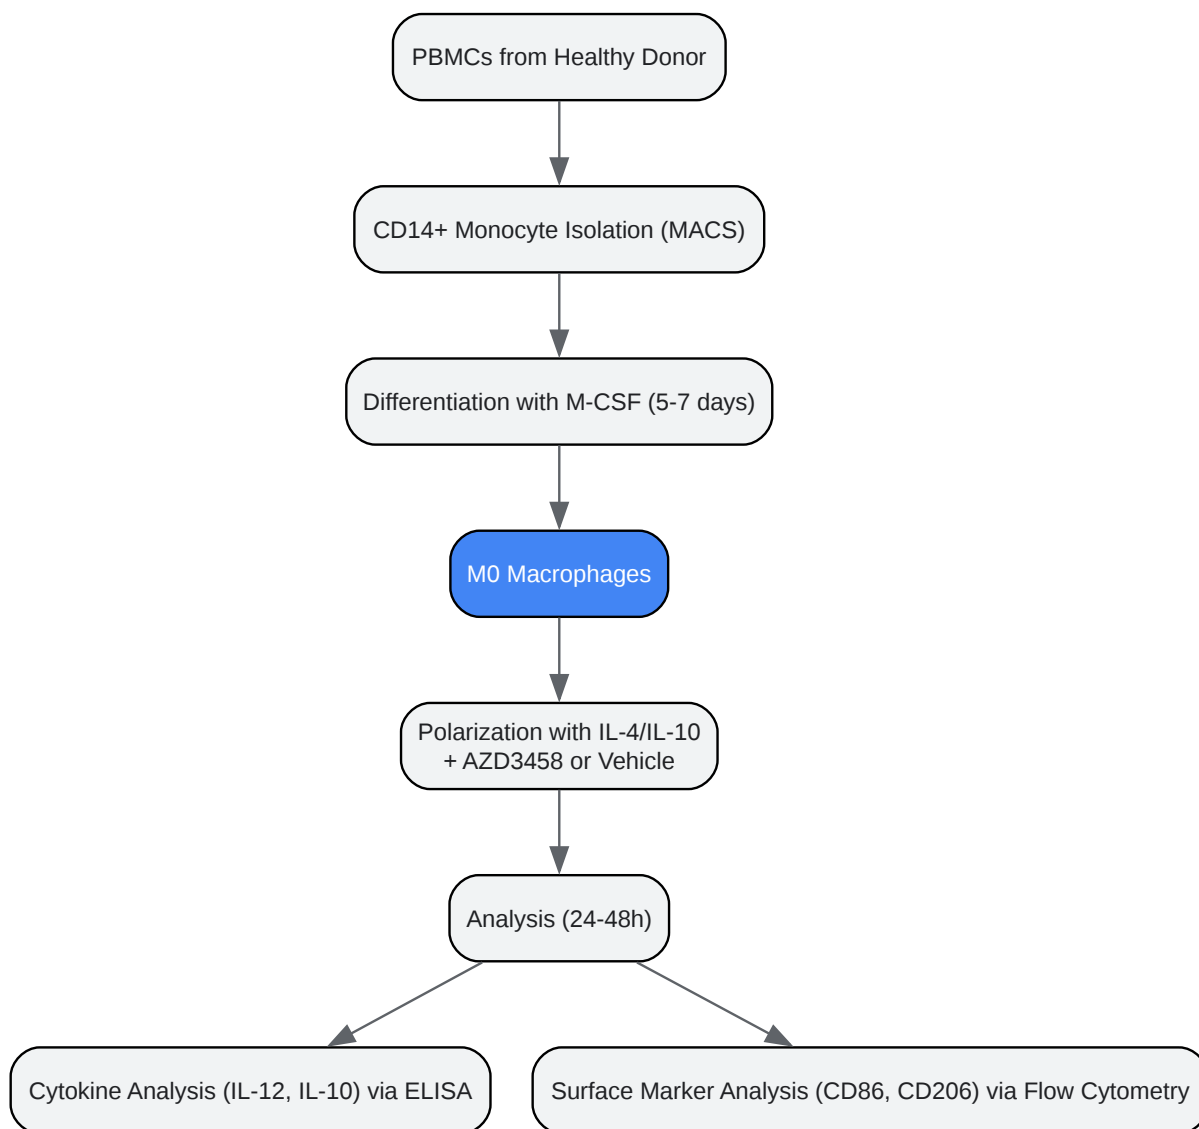 PBMCs from Healthy Donor
CD14+ Monocyte Isolation (MACS)
Differentiation with M-CSF (5-7 days)
M0 Macrophages
Polarization with IL-4/IL-10
+ AZD3458 or Vehicle
Analysis (24-48h)
Cytokine Analysis (IL-12, IL-10) via ELISA
Surface Marker Analysis (CD86, CD206) via Flow Cytometry